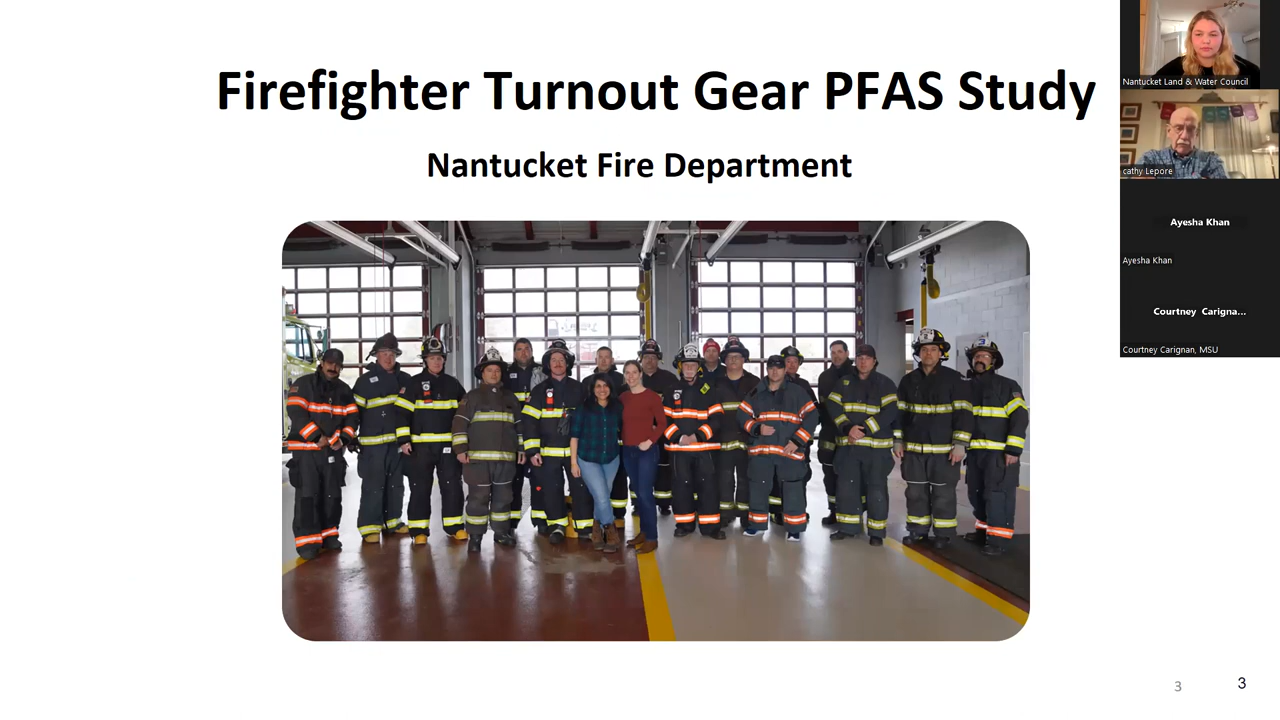 Firefighter Turnout Gear PFAS Study
Nantucket Fire Department
Nantucket Land & Water Council
cathy Lepore
Ayesha Khan
Ayesha Khan
Courtney Carigna...
Courtney Carignan, MSU
3
3